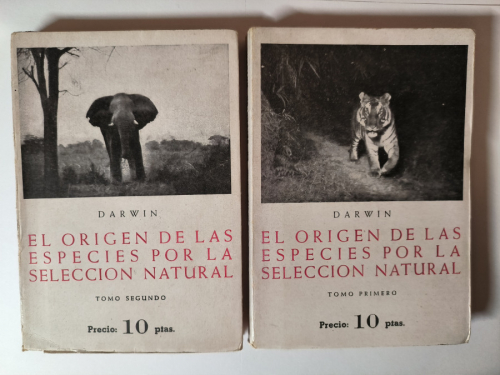 DARWIN
EL ORIGEN DE LAS
ESPECIES POR LA
SELECCION NATURAL
TOMO SEGUNDO
Precio: 10 ptas.
DARWIN
EL ORIGEN DE LAS
ESPECIES POR LA
SELECCION NATURAL
TOMO PRIMERO
Precio: 10 ptas.